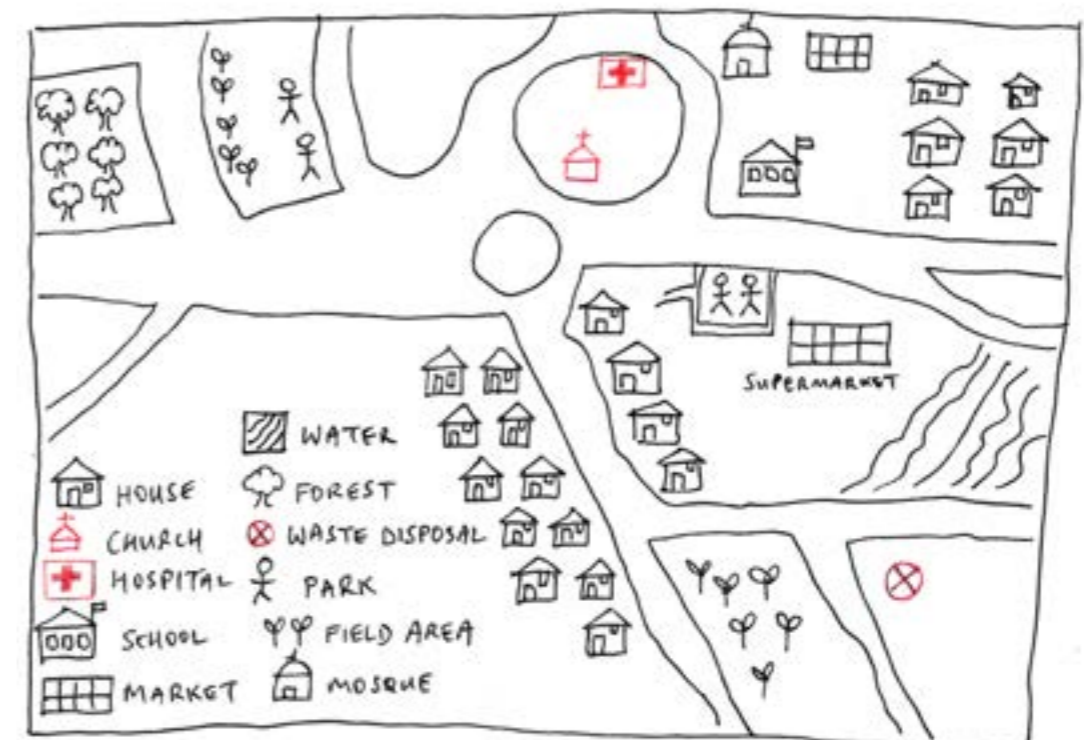 SUPERMARKET
WATER
HOUSE
FOREST
CHURCH
WASTE DISPOSAL
HOSPITAL
PARK
SCHOOL
FIELD AREA
MARKET
MOSQUE